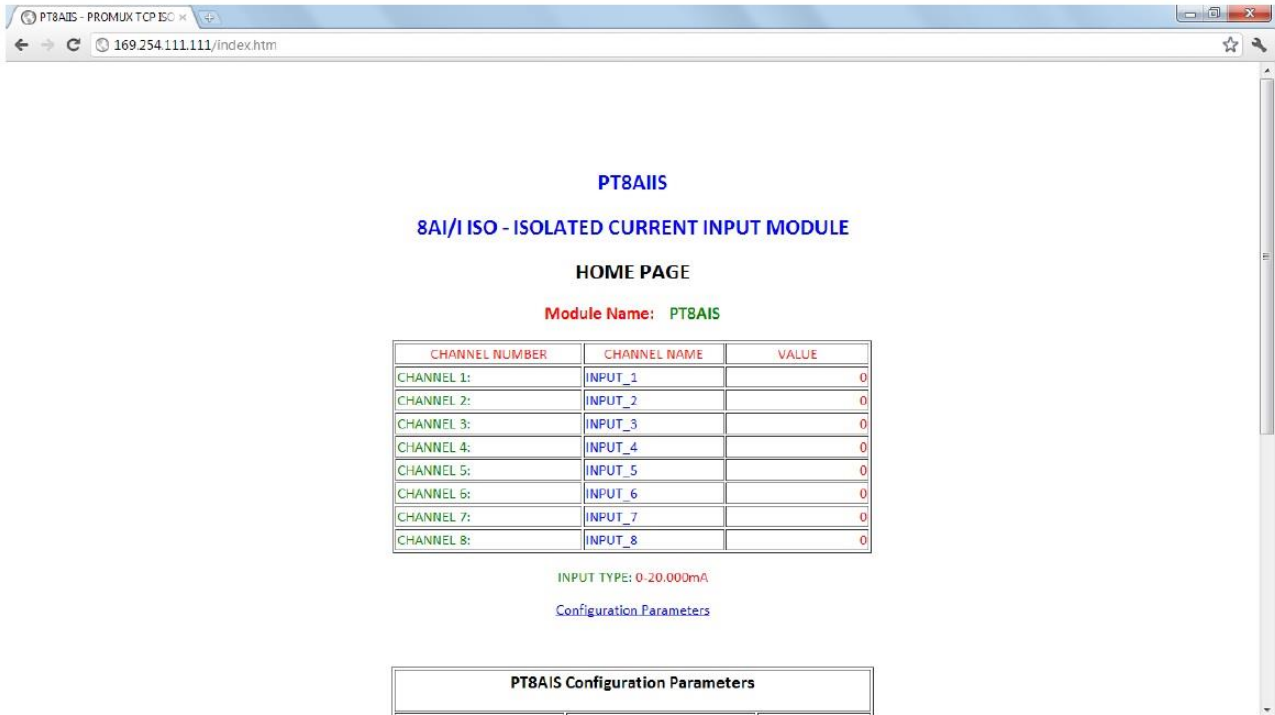 PT8AIIS - PROMUX TCP ISO
169.254.111.111/index.htm
PT8AIIS
8AI/I ISO - ISOLATED CURRENT INPUT MODULE
HOME PAGE
Module Name: PT8AIS
CHANNEL NUMBER CHANNEL NAME VALUE
CHANNEL 1: INPUT_1 0
CHANNEL 2: INPUT_2 0
CHANNEL 3: INPUT_3 0
CHANNEL 4: INPUT_4 0
CHANNEL 5: INPUT_5 0
CHANNEL 6: INPUT_6 0
CHANNEL 7: INPUT_7 0
CHANNEL 8: INPUT_8 0
INPUT TYPE: 0-20.000mA
Configuration Parameters
PT8AIS Configuration Parameters